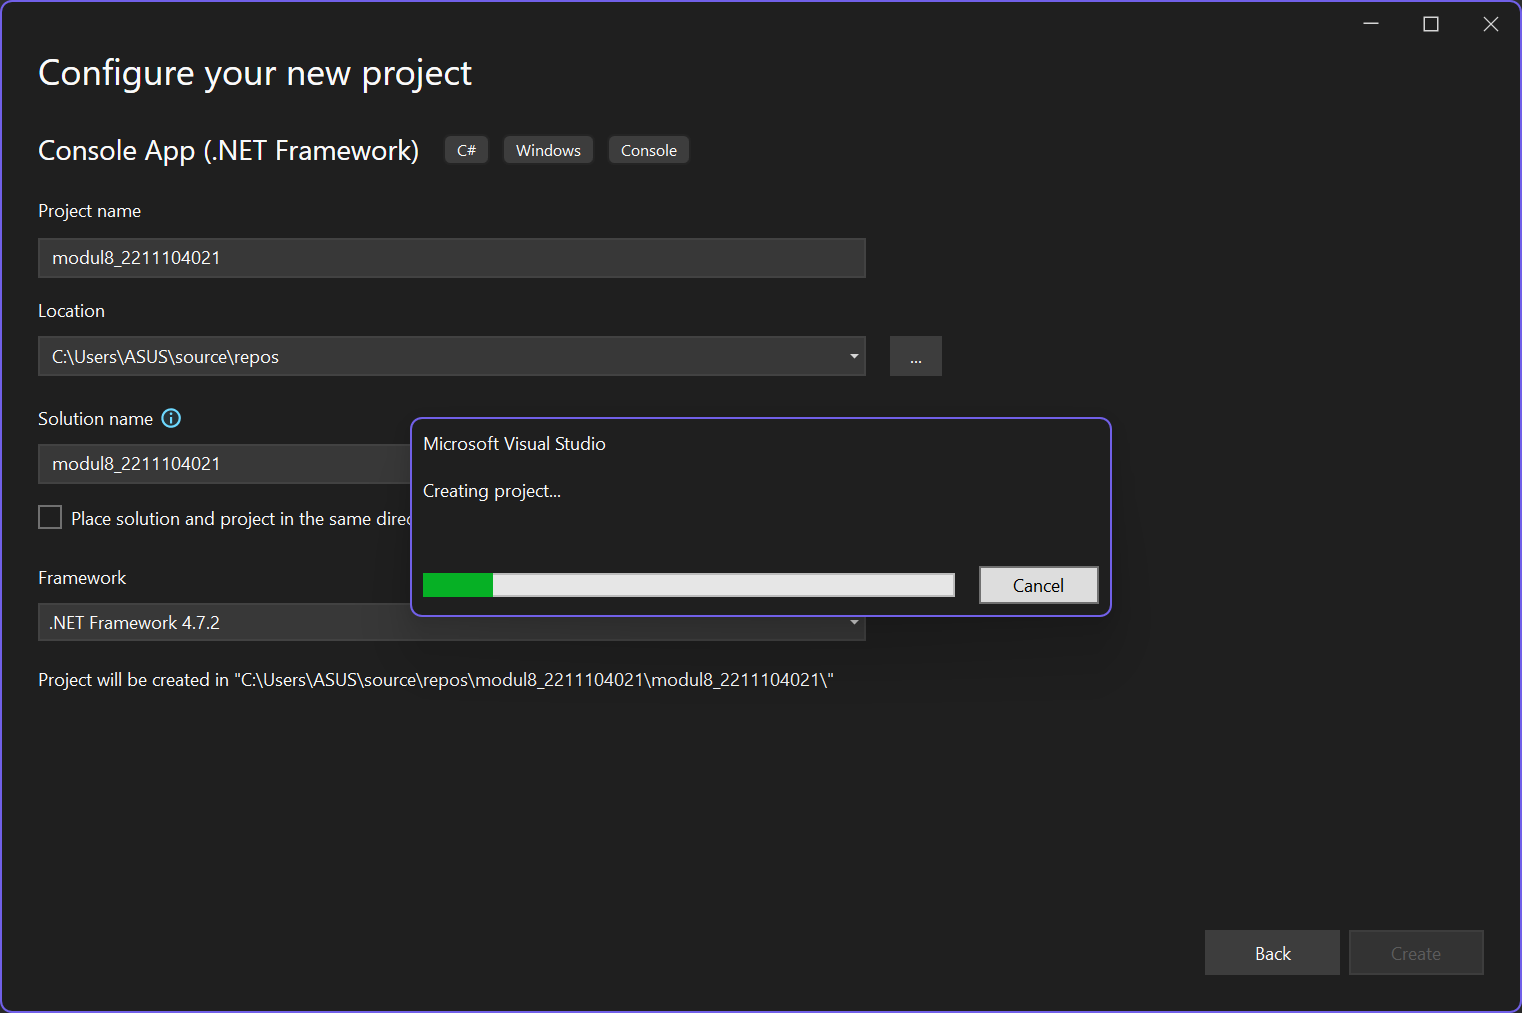 Configure your new project
Console App (.NET Framework) C# Windows Console
Project name
modul8_2211104021
Location
C:\Users\ASUS\source\repos
...
Solution name
modul8_2211104021
Place solution and project in the same direc
Microsoft Visual Studio
Creating project...
Cancel
Framework
.NET Framework 4.7.2
Project will be created in "C:\Users\ASUS\source\repos\modul8_2211104021\modul8_2211104021\"
Back
Create